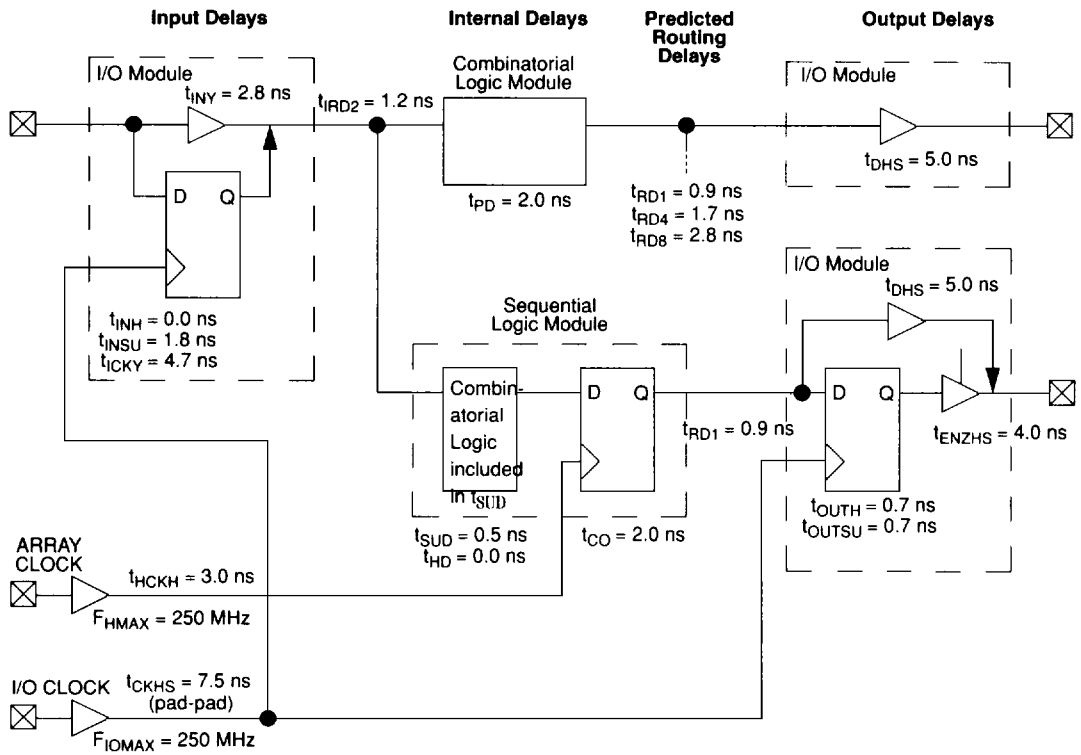 Input Delays
Internal Delays
Predicted
Routing
Delays
Output Delays
I/O Module
tINY = 2.8 ns
tIRD2 = 1.2 ns
Combinatorial
Logic Module
tPD = 2.0 ns
tRD1 = 0.9 ns
tRD4 = 1.7 ns
tRD8 = 2.8 ns
I/O Module
tDHS = 5.0 ns
D Q
tINH = 0.0 ns
tINSU = 1.8 ns
tICKY = 4.7 ns
Sequential
Logic Module
Combin-
atorial
Logic
included
in tSUD
D Q
tSUD = 0.5 ns
tHD = 0.0 ns
tCO = 2.0 ns
tRD1 = 0.9 ns
I/O Module
tDHS = 5.0 ns
D Q
tENZHS = 4.0 ns
tOUTH = 0.7 ns
tOUTSU = 0.7 ns
ARRAY
CLOCK
tHCKH = 3.0 ns
FHMAX = 250 MHz
I/O CLOCK
tCKHS = 7.5 ns
(pad-pad)
FIOMAX = 250 MHz